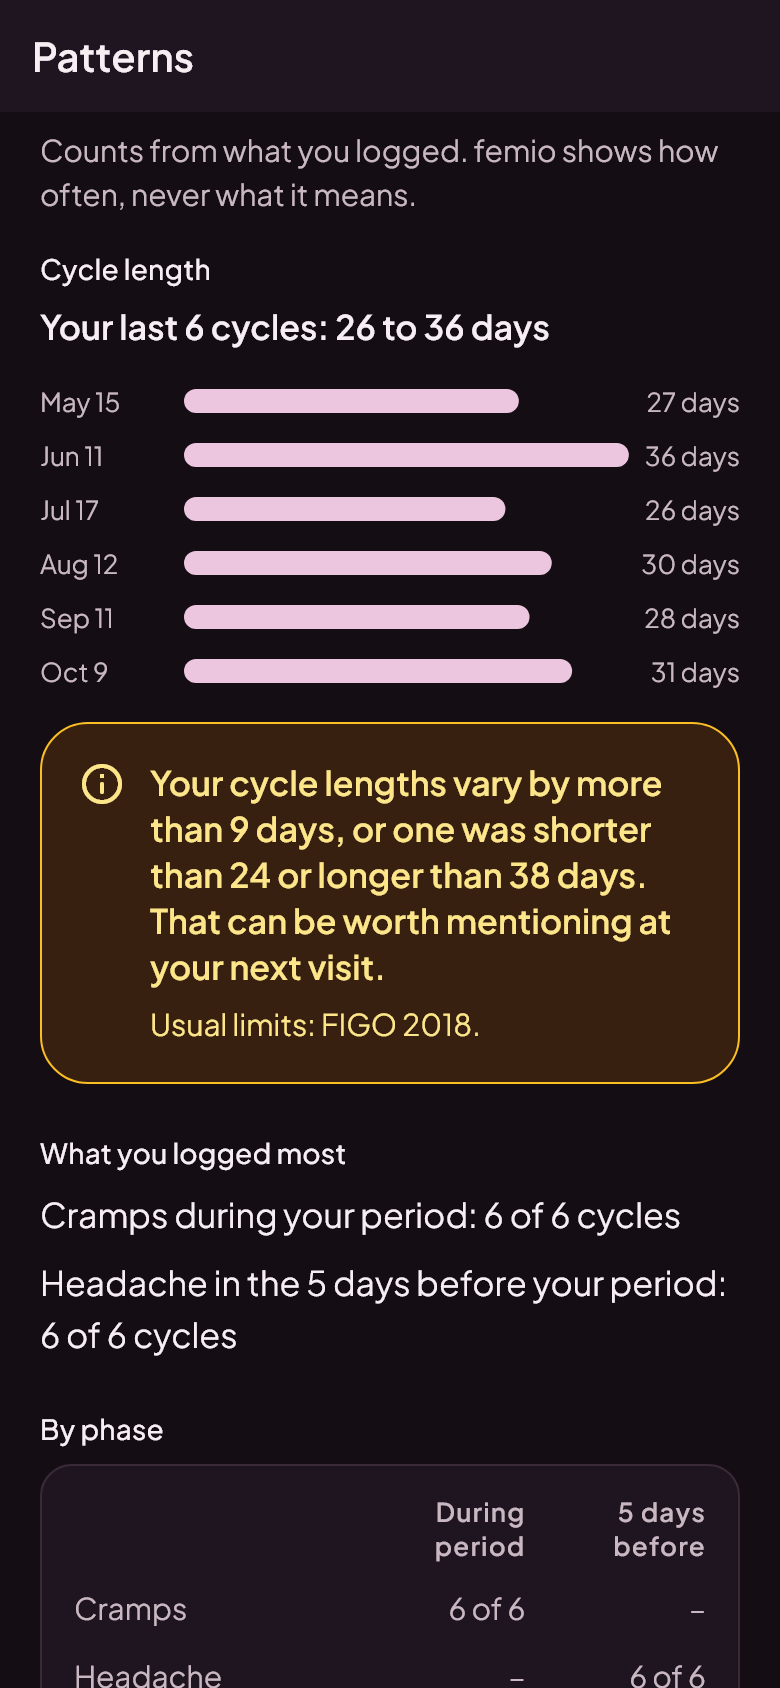 Patterns
Counts from what you logged. femio shows how
often, never what it means.
Cycle length
Your last 6 cycles: 26 to 36 days
May 15 27 days
Jun 11 36 days
Jul 17 26 days
Aug 12 30 days
Sep 11 28 days
Oct 9 31 days
Your cycle lengths vary by more
than 9 days, or one was shorter
than 24 or longer than 38 days.
That can be worth mentioning at
your next visit.
Usual limits: FIGO 2018.
What you logged most
Cramps during your period: 6 of 6 cycles
Headache in the 5 days before your period:
6 of 6 cycles
By phase
During 5 days
period before
Cramps 6 of 6 –
Headache – 6 of 6